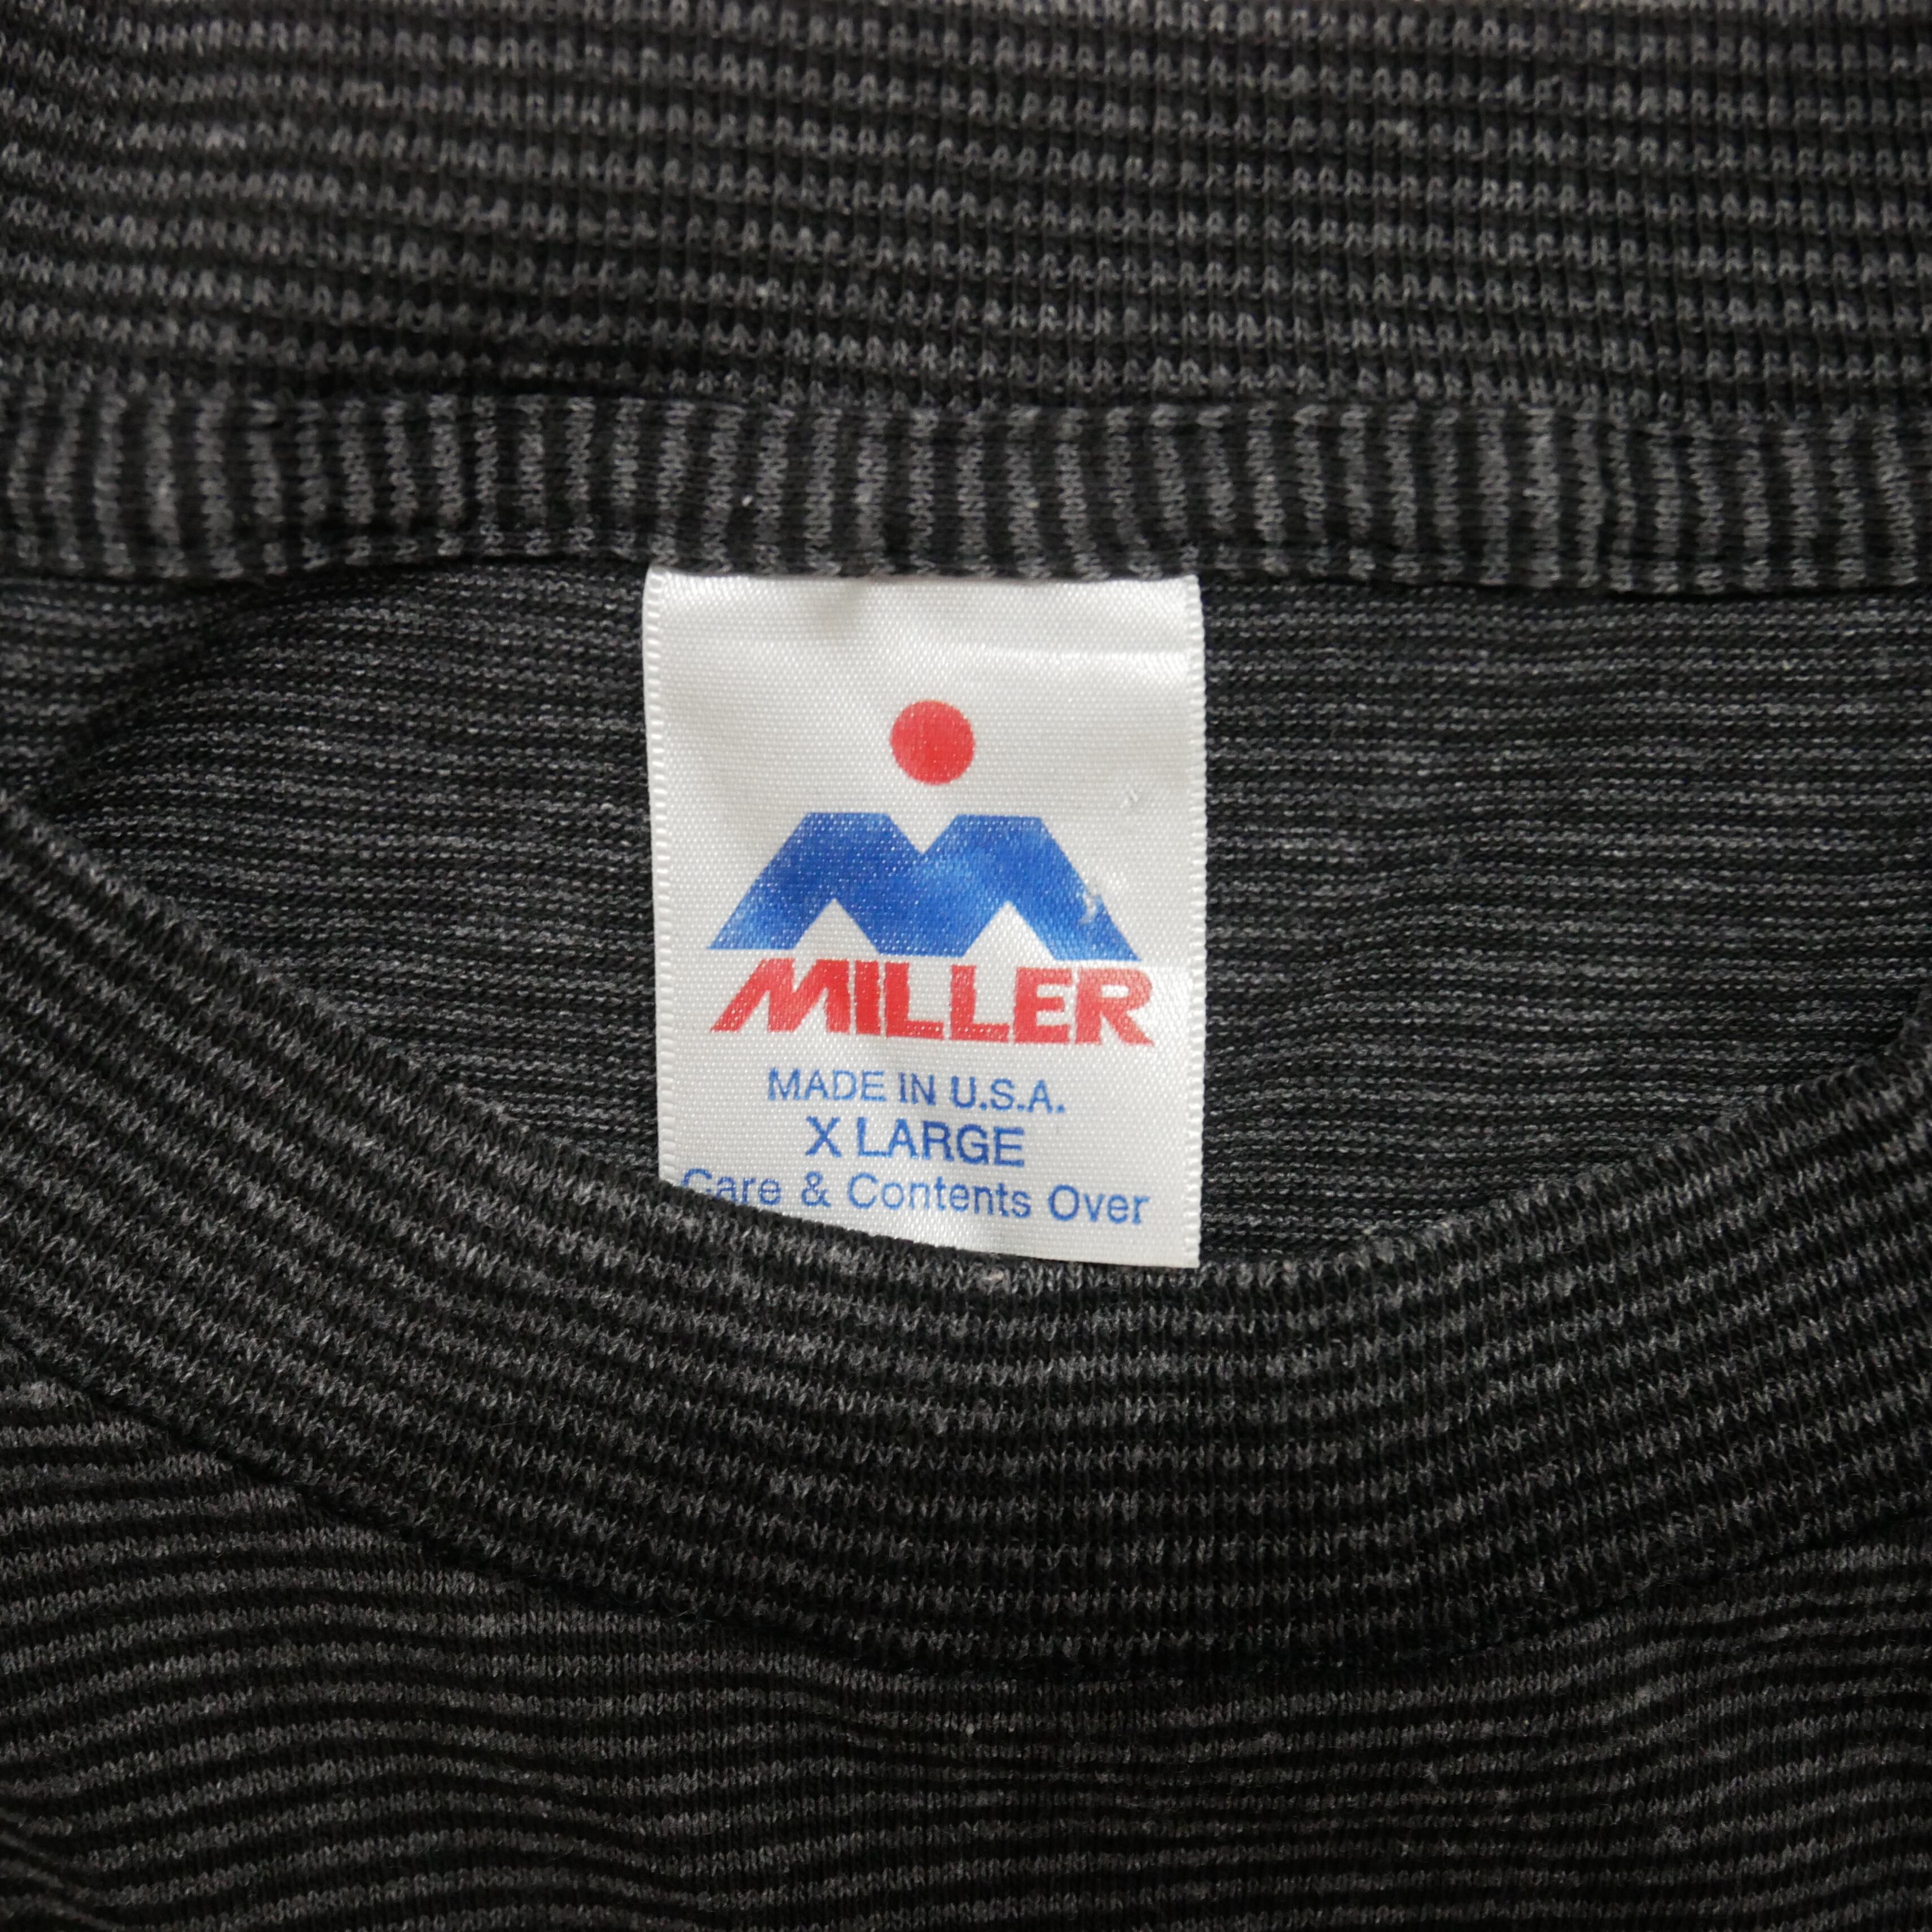 MILLER
MADE IN U.S.A.
X LARGE
Care & Contents Over